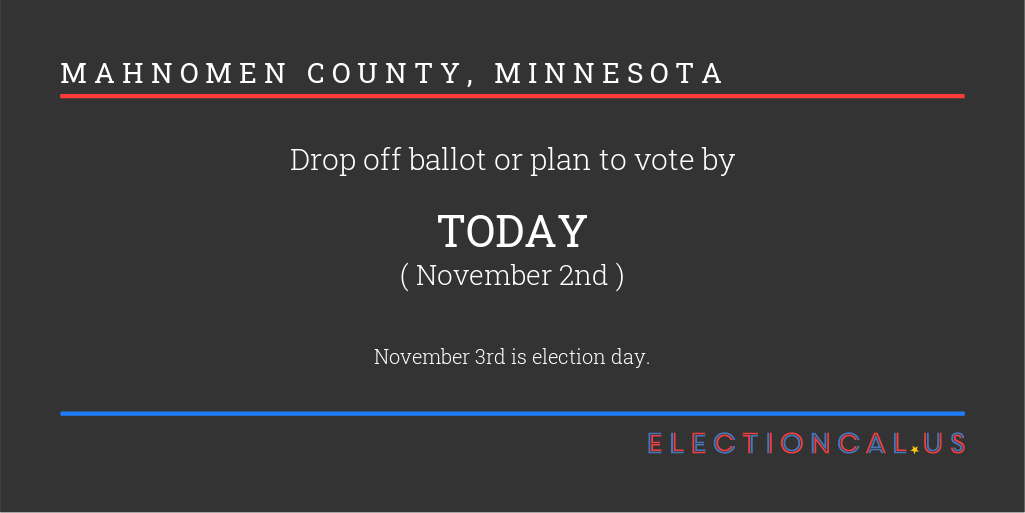 MAHNOMEN COUNTY, MINNESOTA
Drop off ballot or plan to vote by
TODAY
( November 2nd )
November 3rd is election day.
ELECTIONCAL.US